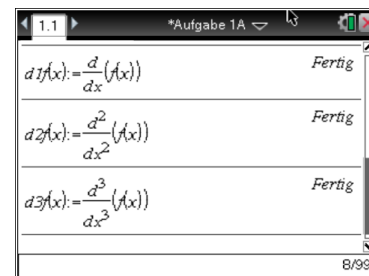 1.1 *Aufgabe 1A
d1f(x):=d/dx(f(x)) Fertig
d2f(x):=d²/dx²(f(x)) Fertig
d3f(x):=d³/dx³(f(x)) Fertig
8/99